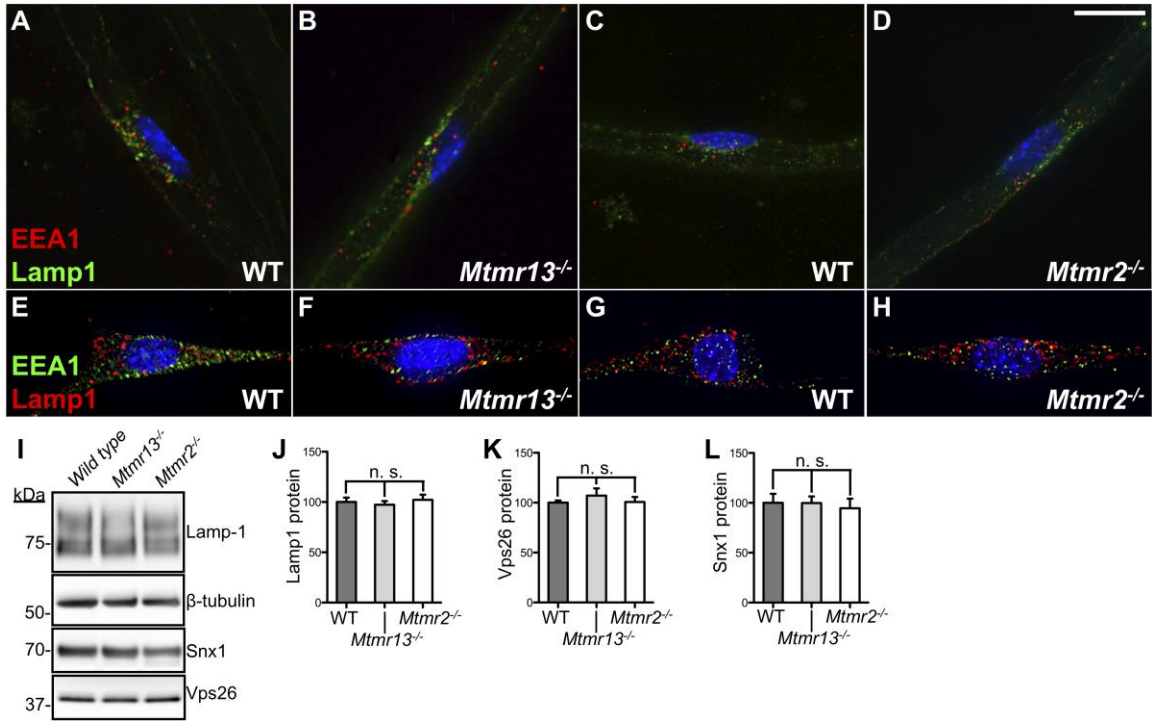 A
B
C
D
EEA1
Lamp1
WT
Mtmr13-/-
WT
Mtmr2-/-
E
F
G
H
EEA1
Lamp1
WT
Mtmr13-/-
WT
Mtmr2-/-
I
Wild type
Mtmr13-/-
Mtmr2-/-
kDa
75-
Lamp-1
50-
β-tubulin
70-
Snx1
37-
Vps26
J
Lamp1 protein
150
100
50
0
n. s.
WT
Mtmr13-/-
Mtmr2-/-
K
Vps26 protein
150
100
50
0
n. s.
WT
Mtmr13-/-
Mtmr2-/-
L
Snx1 protein
150
100
50
0
n. s.
WT
Mtmr13-/-
Mtmr2-/-